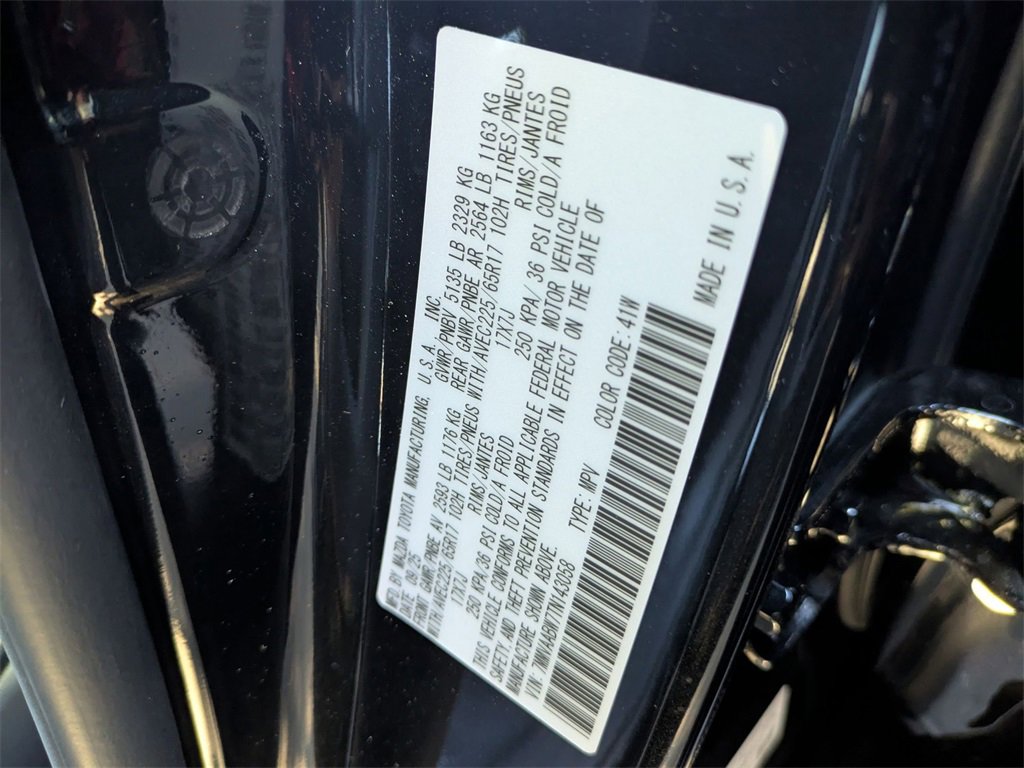 MFD. BY MAZDA TOYOTA MANUFACTURING, U. S. A., INC.
DATE: 09/25 GVWR/PNBV 5135 LB 2329 KG
FRONT GAWR/PNBE AV 2593 LB 1176 KG REAR GAWR/PNBE AR 2564 LB 1163 KG
WITH/AVEC225/65R17 102H TIRES/PNEUS WITH/AVEC225/65R17 102H TIRES/PNEUS
17X7J RIMS/JANTES 17X7J RIMS/JANTES
250 KPA/36 PSI COLD/A FROID 250 KPA/ 36 PSI COLD/A FROID
THIS VEHICLE CONFORMS TO ALL APPLICABLE FEDERAL MOTOR VEHICLE
SAFETY, AND THEFT PREVENTION STANDARDS IN EFFECT ON THE DATE OF
MANUFACTURE SHOWN ABOVE.
VIN: TYPE: MPV COLOR CODE: 41W
MADE IN U. S. A.